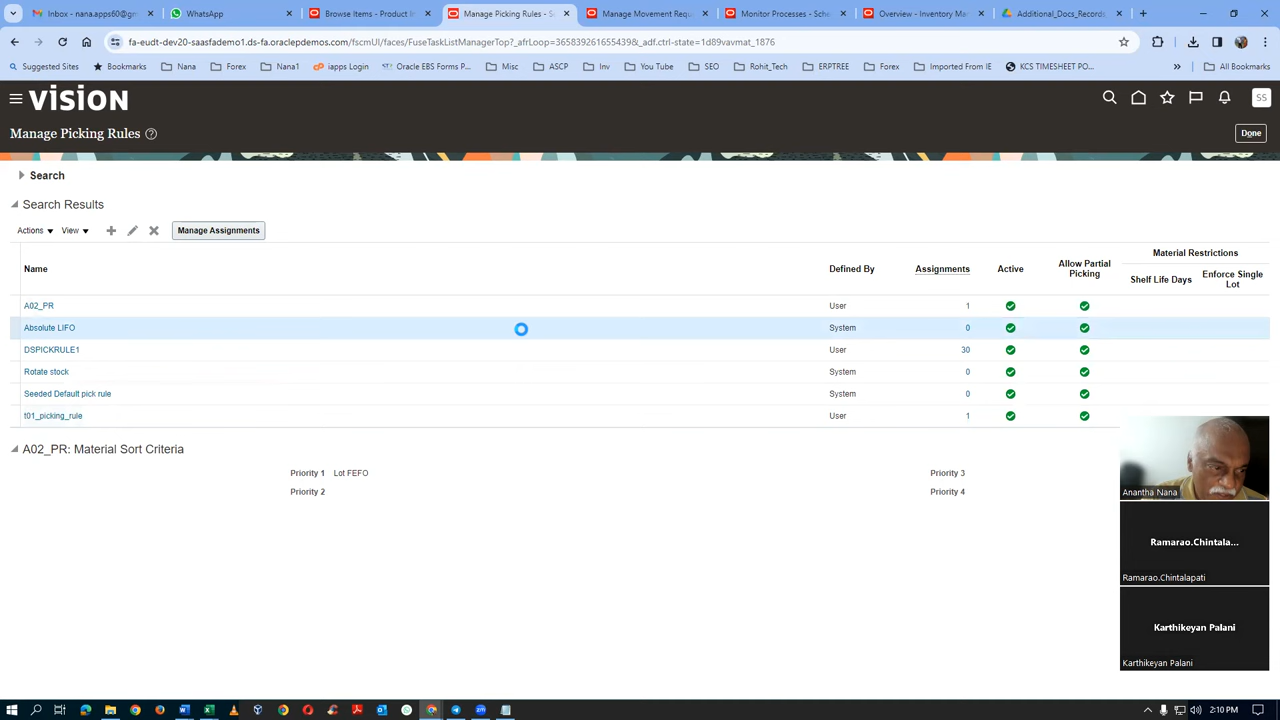 Inbox - nana.apps60@gm
WhatsApp
Browse Items - Product In
Manage Picking Rules - S
Manage Movement Requ
Monitor Processes - Sche
Overview - Inventory Ma
Additional_Docs_Records
fa-eudt-dev20-saasfademo1.ds-fa.oraclepdemos.com/fscmUI/faces/FuseTaskListManagerTop?_afrLoop=365839261655439&_adf.ctrl-state=1d89vavmat_1876
Suggested Sites
Bookmarks
Nana
Forex
Nana1
iapps Login
Oracle EBS Forms P...
Misc
ASCP
Inv
You Tube
SEO
Rohit_Tech
ERPTREE
Forex
Imported From IE
KCS TIMESHEET PO...
All Bookmarks
VISION
SS
Manage Picking Rules
Done
Search
Search Results
Actions
View
Manage Assignments
Material Restrictions
Name
Defined By
Assignments
Active
Allow Partial Picking
Shelf Life Days
Enforce Single Lot
A02_PR User 1
Absolute LIFO System 0
DSPICKRULE1 User 30
Rotate stock System 0
Seeded Default pick rule System 0
t01_picking_rule User 1
A02_PR: Material Sort Criteria
Priority 1 Lot FEFO
Priority 3
Priority 2
Priority 4
Anantha Nana
Ramarao.Chintala...
Ramarao.Chintalapati
Karthikeyan Palani
Karthikeyan Palani
2:10 PM